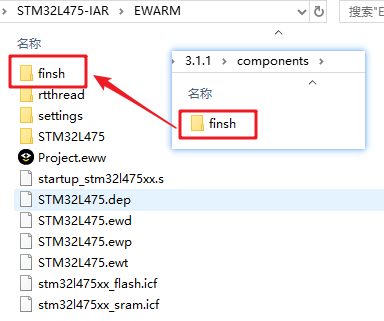 STM32L475-IAR > EWARM
搜索"E
名称
finsh
rtthread
settings
STM32L475
Project.eww
startup_stm32l475xx.s
STM32L475.dep
STM32L475.ewd
STM32L475.ewp
STM32L475.ewt
stm32l475xx_flash.icf
stm32l475xx_sram.icf
3.1.1 > components >
名称
finsh